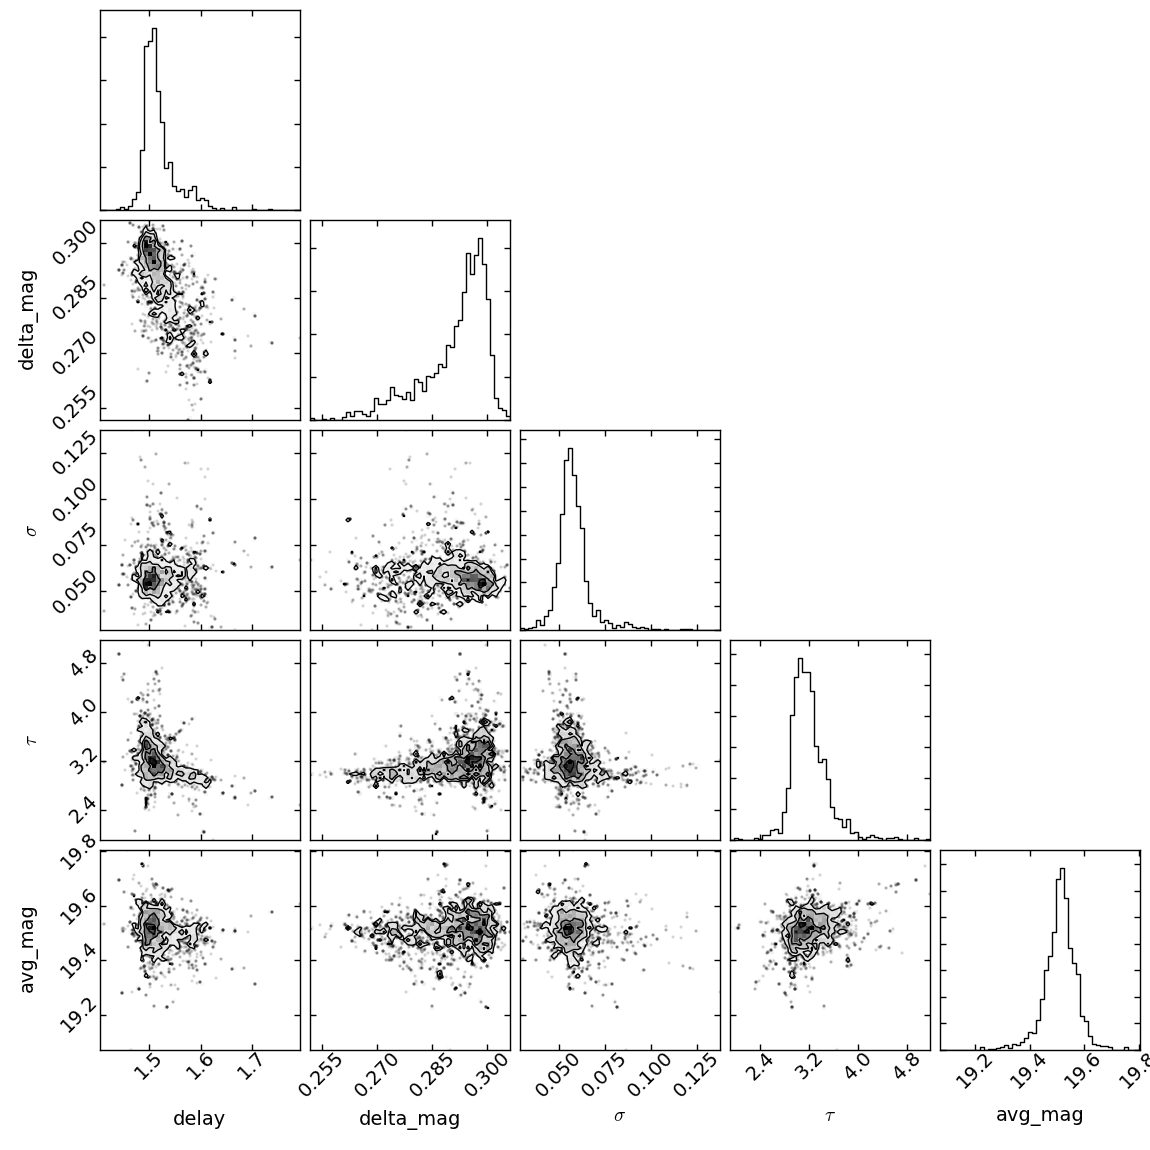 0.300
0.285
0.270
0.255
delta_mag
0.125
0.100
0.075
0.050
σ
4.8
4.0
3.2
2.4
τ
19.8
19.6
19.4
19.2
avg_mag
1.5 1.6 1.7
0.255 0.270 0.285 0.300
0.050 0.075 0.100 0.125
2.4 3.2 4.0 4.8
19.2 19.4 19.6 19.8
delay delta_mag σ τ avg_mag